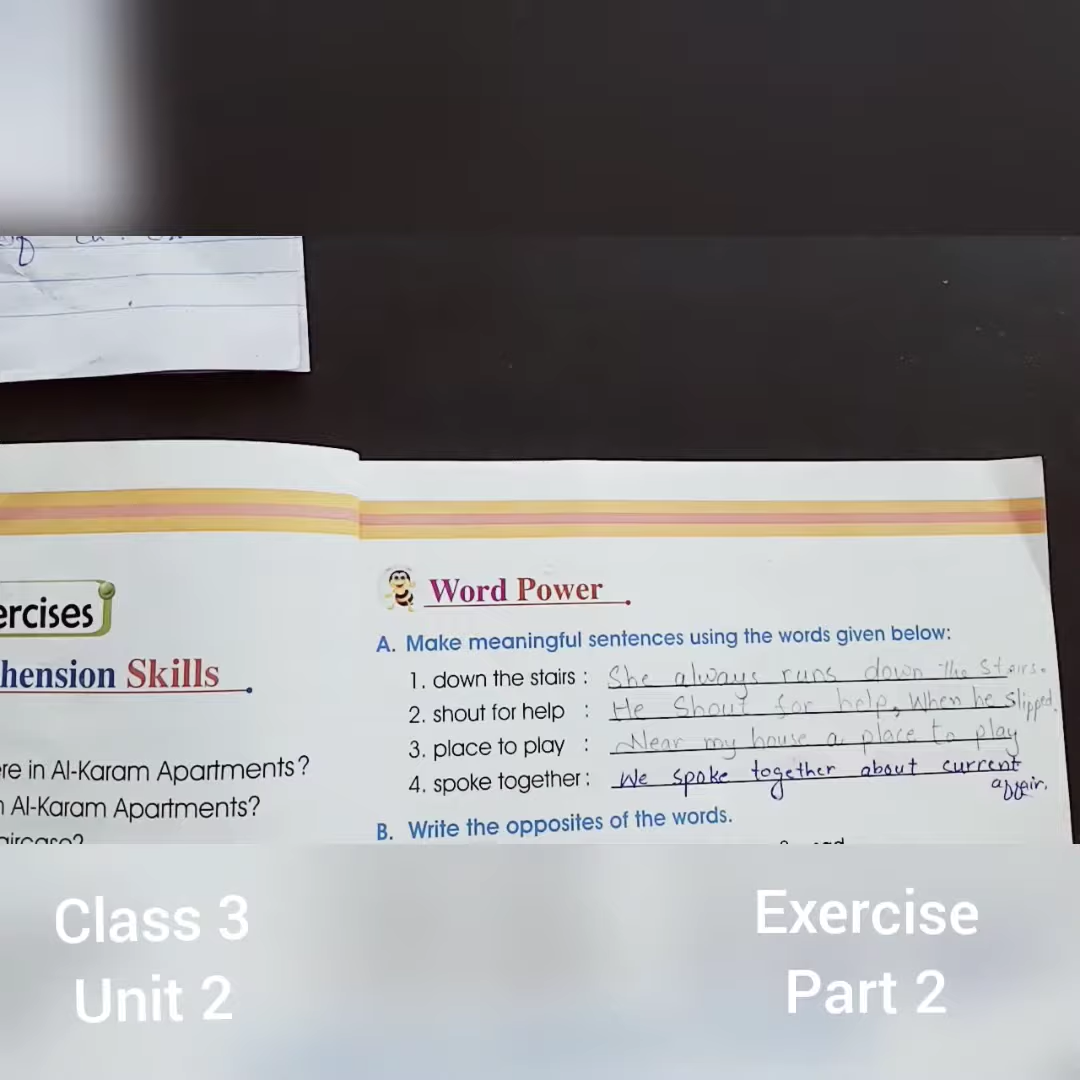 ercises
hension Skills
re in Al-Karam Apartments?
Al-Karam Apartments?
Word Power
A. Make meaningful sentences using the words given below:
1. down the stairs : She always runs down the stairs.
2. shout for help : He shout for help, When he slipped.
3. place to play : Near my house a place to play
4. spoke together : We spoke together about current
affair.
B. Write the opposites of the words.
Class 3
Unit 2
Exercise
Part 2